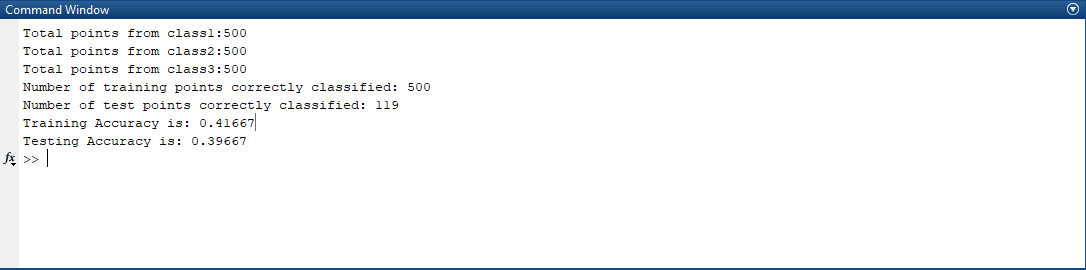 Command Window
Total points from class1:500
Total points from class2:500
Total points from class3:500
Number of training points correctly classified: 500
Number of test points correctly classified: 119
Training Accuracy is: 0.41667
Testing Accuracy is: 0.39667
fx >>